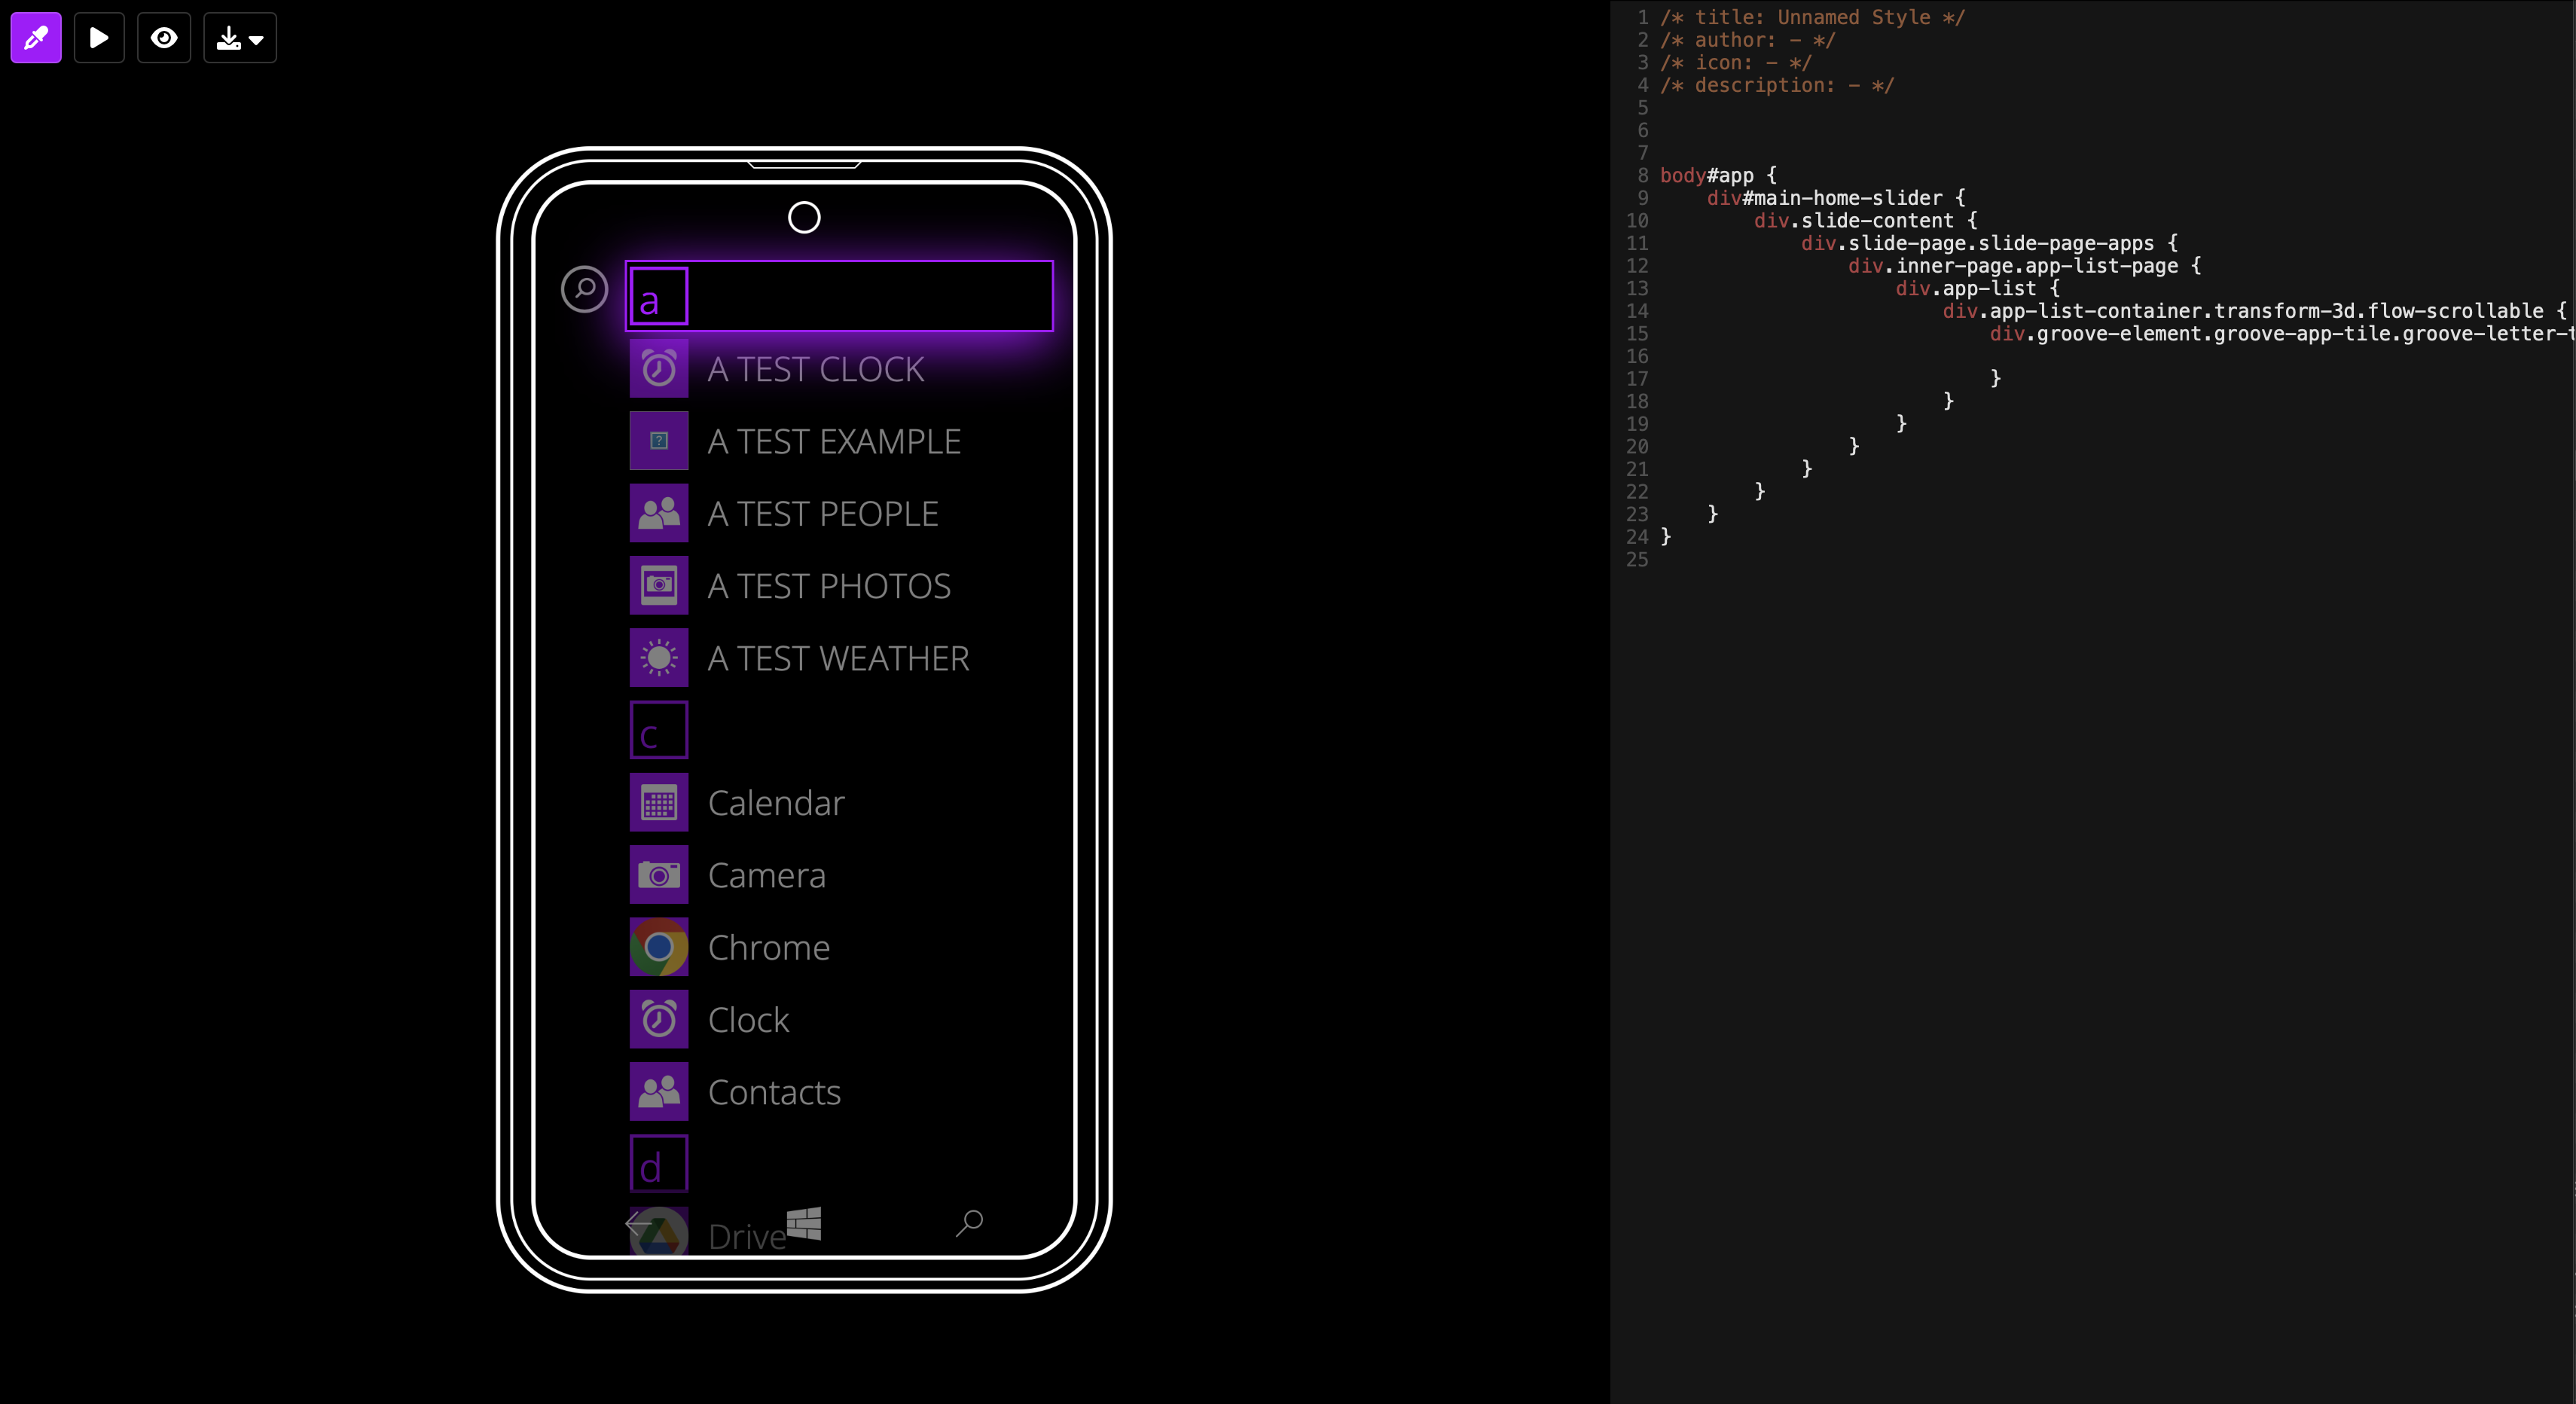 a
A TEST CLOCK
A TEST EXAMPLE
?
A TEST PEOPLE
A TEST PHOTOS
A TEST WEATHER
c
Calendar
Camera
Chrome
Clock
Contacts
d
Drive
1 /* title: Unnamed Style */
2 /* author: - */
3 /* icon: - */
4 /* description: - */
5
6
7
8 body#app {
9 div#main-home-slider {
10 div.slide-content {
11 div.slide-page.slide-page-apps {
12 div.inner-page.app-list-page {
13 div.app-list {
14 div.app-list-container.transform-3d.flow-scrollable {
15 div.groove-element.groove-app-tile.groove-letter-
16
17 }
18 }
19 }
20 }
21 }
22 }
23 }
24 }
25